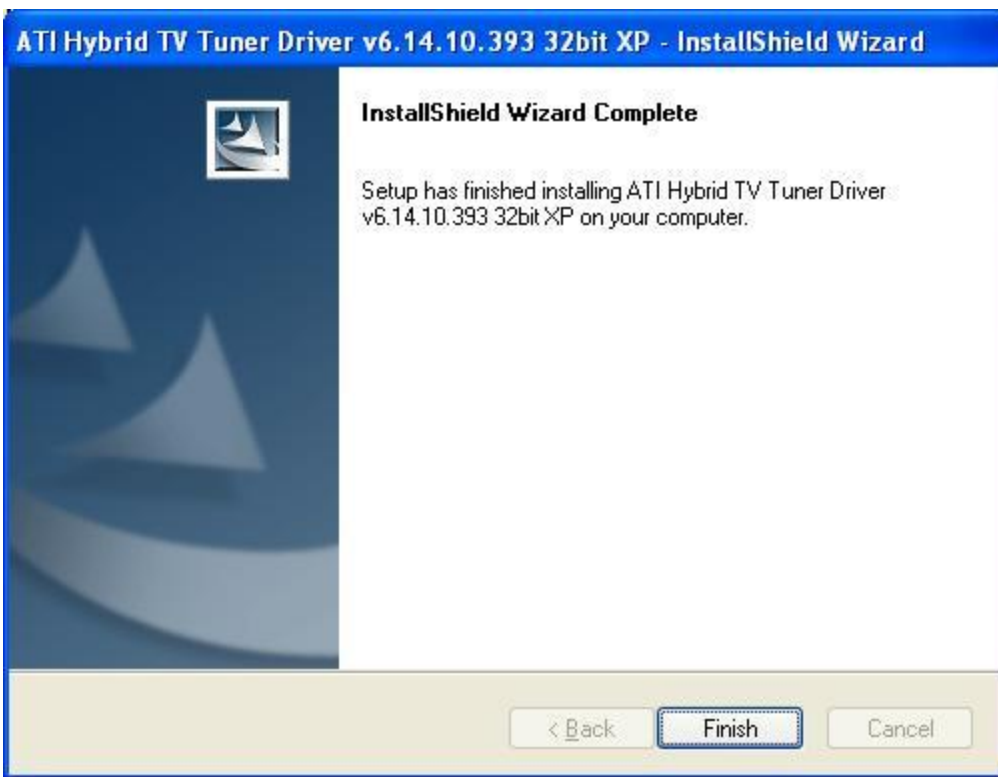 ATI Hybrid TV Tuner Driver v6.14.10.393 32bit XP - InstallShield Wizard
InstallShield Wizard Complete
Setup has finished installing ATI Hybrid TV Tuner Driver
v6.14.10.393 32bit XP on your computer.
< Back
Finish
Cancel